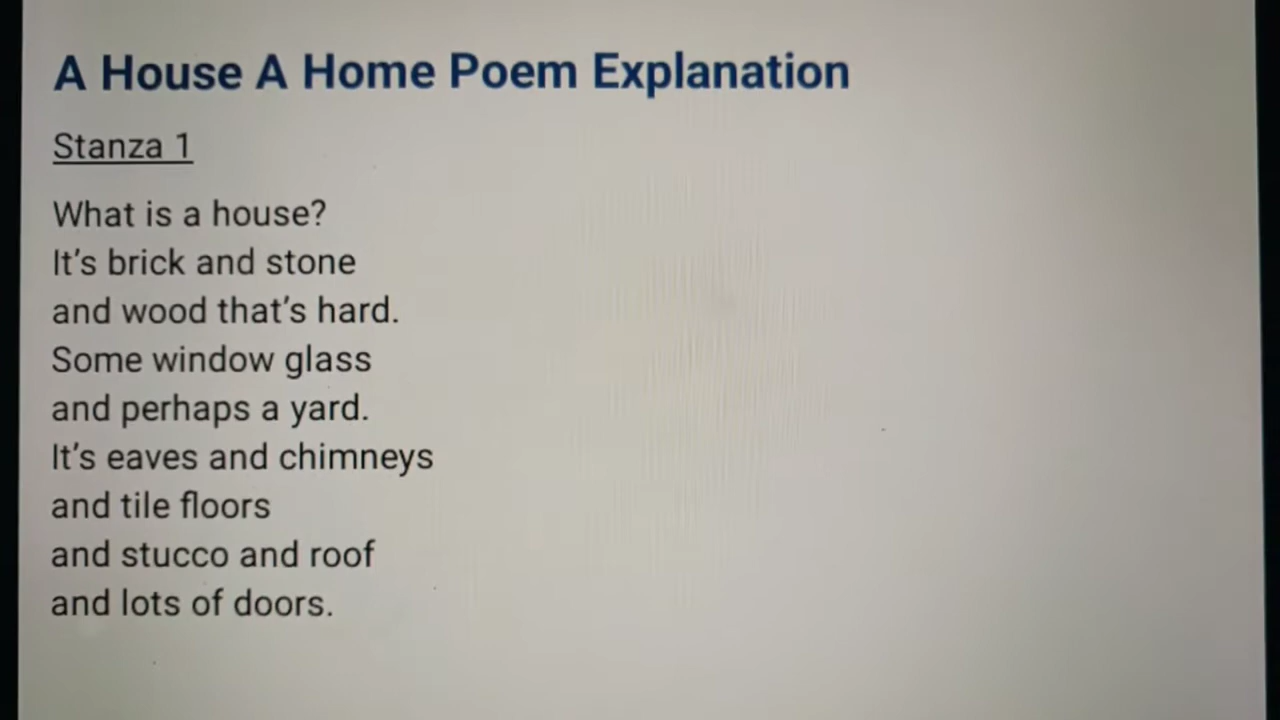 A House A Home Poem Explanation
Stanza 1
What is a house?
It's brick and stone
and wood that's hard.
Some window glass
and perhaps a yard.
It's eaves and chimneys
and tile floors
and stucco and roof
and lots of doors.